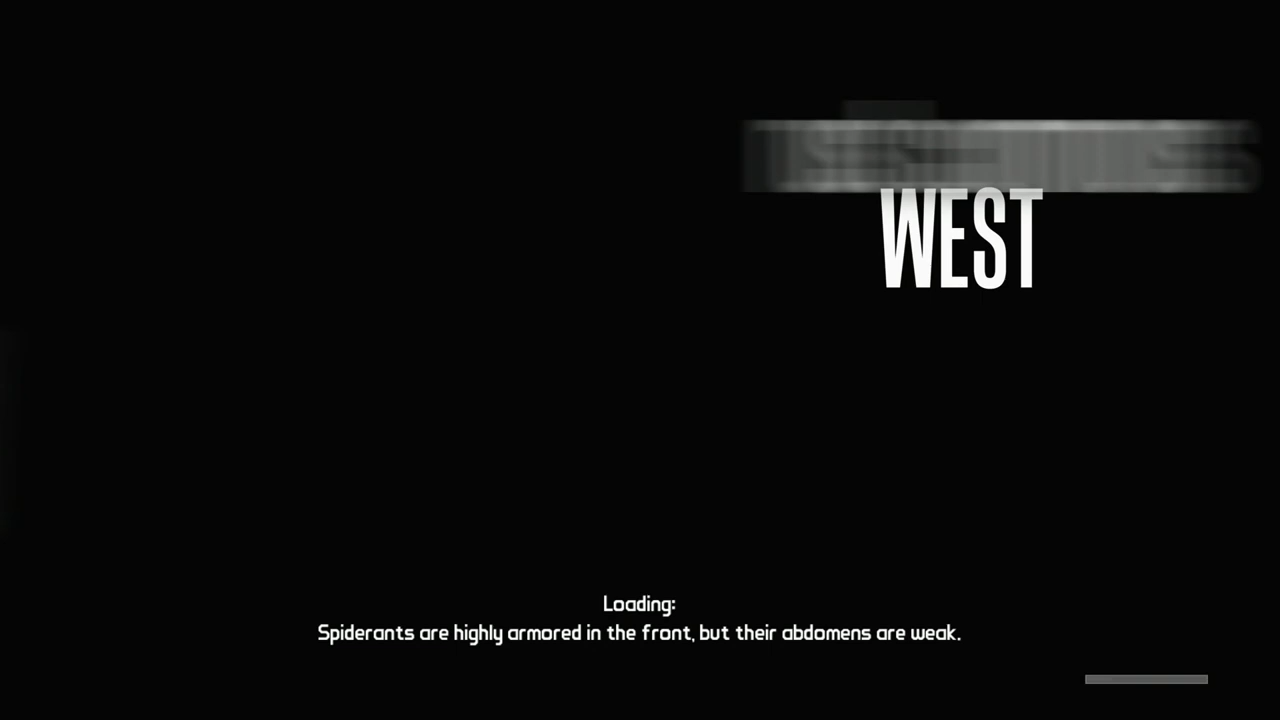 WEST
Loading:
Spiderants are highly armored in the front, but their abdomens are weak.